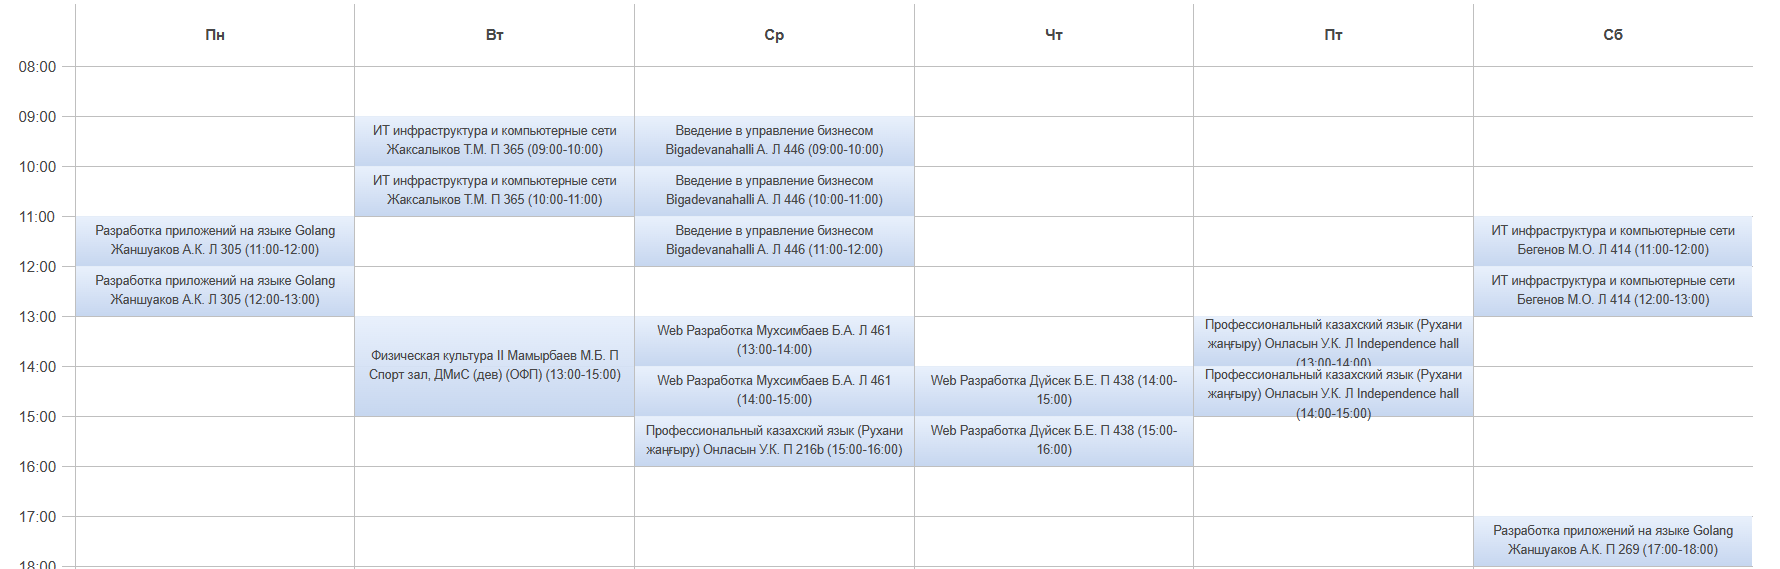 Пн
Вт
Ср
Чт
Пт
Сб
08:00
09:00
ИТ инфраструктура и компьютерные сети
Жаксалыков Т.М. П 365 (09:00-10:00)
Введение в управление бизнесом
Bigadevanahalli A. Л 446 (09:00-10:00)
10:00
ИТ инфраструктура и компьютерные сети
Жаксалыков Т.М. П 365 (10:00-11:00)
Введение в управление бизнесом
Bigadevanahalli A. Л 446 (10:00-11:00)
11:00
Разработка приложений на языке Golang
Жаншуаков А.К. Л 305 (11:00-12:00)
Введение в управление бизнесом
Bigadevanahalli A. Л 446 (11:00-12:00)
ИТ инфраструктура и компьютерные сети
Бегенов М.О. Л 414 (11:00-12:00)
12:00
Разработка приложений на языке Golang
Жаншуаков А.К. Л 305 (12:00-13:00)
ИТ инфраструктура и компьютерные сети
Бегенов М.О. Л 414 (12:00-13:00)
13:00
Физическая культура II Мамырбаев М.Б. П
Спорт зал, ДМиС (дев) (ОФП) (13:00-15:00)
Web Разработка Мухсимбаев Б.А. Л 461
(13:00-14:00)
Профессиональный казахский язык (Рухани
жаңғыру) Онласын У.К. Л Independence hall
(13:00-14:00)
14:00
Web Разработка Мухсимбаев Б.А. Л 461
(14:00-15:00)
Web Разработка Дүйсек Б.Е. П 438 (14:00-
15:00)
Профессиональный казахский язык (Рухани
жаңғыру) Онласын У.К. Л Independence hall
(14:00-15:00)
15:00
Профессиональный казахский язык (Рухани
жаңғыру) Онласын У.К. П 216b (15:00-16:00)
Web Разработка Дүйсек Б.Е. П 438 (15:00-
16:00)
16:00
17:00
Разработка приложений на языке Golang
Жаншуаков А.К. П 269 (17:00-18:00)
18:00